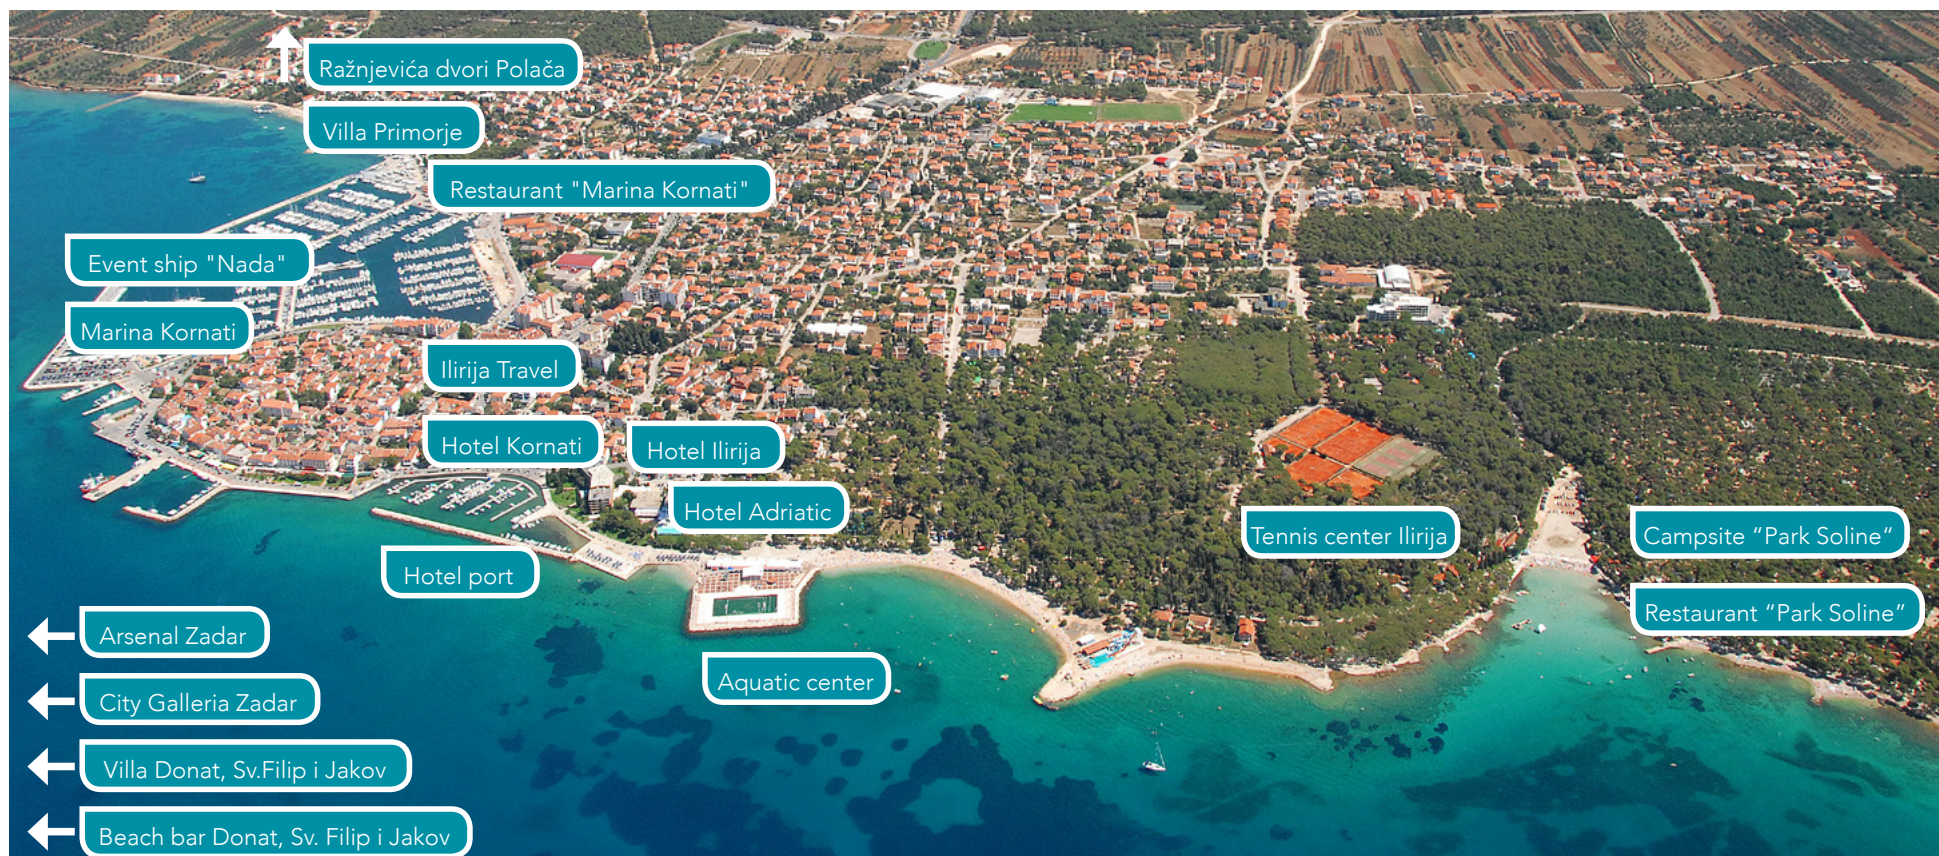 Ražnjevića dvori Polača
Villa Primorje
Restaurant "Marina Kornati"
Event ship "Nada"
Marina Kornati
Ilirija Travel
Hotel Kornati
Hotel Ilirija
Hotel Adriatic
Tennis center Ilirija
Campsite “Park Soline”
Hotel port
Restaurant “Park Soline”
Arsenal Zadar
Aquatic center
City Galleria Zadar
Villa Donat, Sv.Filip i Jakov
Beach bar Donat, Sv. Filip i Jakov